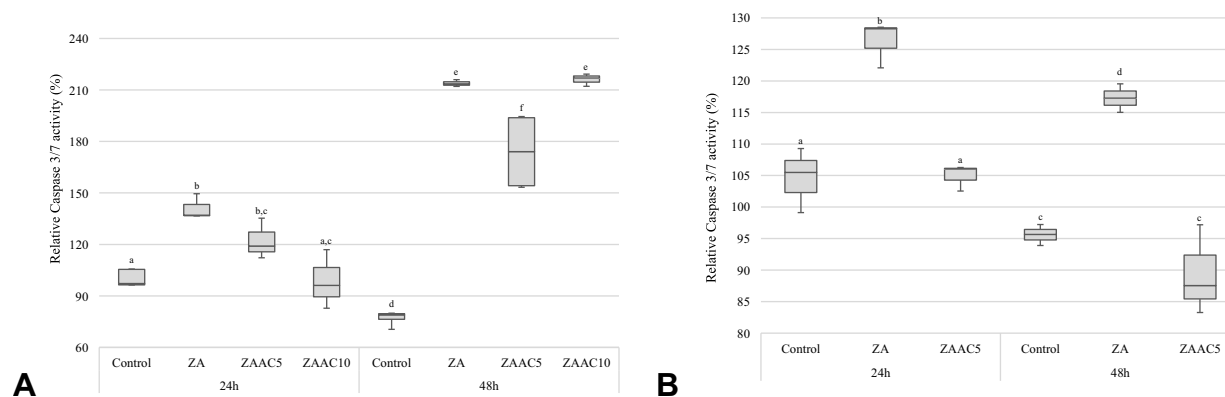 Relative Caspase 3/7 activity (%)
240
210
180
150
120
90
60
a
b
b,c
a,c
d
e
f
e
Control
ZA
ZAAC5
ZAAC10
Control
ZA
ZAAC5
ZAAC10
24h
48h
A
Relative Caspase 3/7 activity (%)
130
125
120
115
110
105
100
95
90
85
80
a
b
a
c
d
c
Control
ZA
ZAAC5
Control
ZA
ZAAC5
24h
48h
B